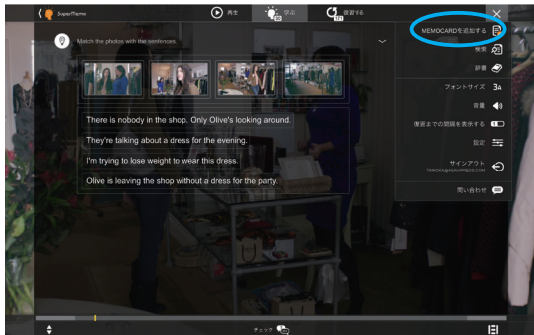 SuperMemo
再生
学ぶ
復習する
171
Match the photos with the sentences.
There is nobody in the shop. Only Olive's looking around.
They're talking about a dress for the evening.
I'm trying to lose weight to wear this dress.
Olive is leaving the shop without a dress for the party.
MEMOCARDを追加する
検索
辞書
フォントサイズ
音量
復習までの間隔を表示する
設定
サインアウト
問い合わせ
チェック